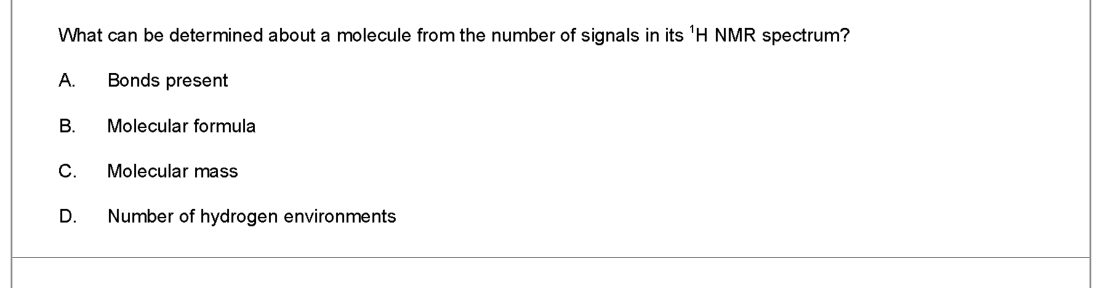 What can be determined about a molecule from the number of signals in its ¹H NMR spectrum?
A. Bonds present
B. Molecular formula
C. Molecular mass
D. Number of hydrogen environments